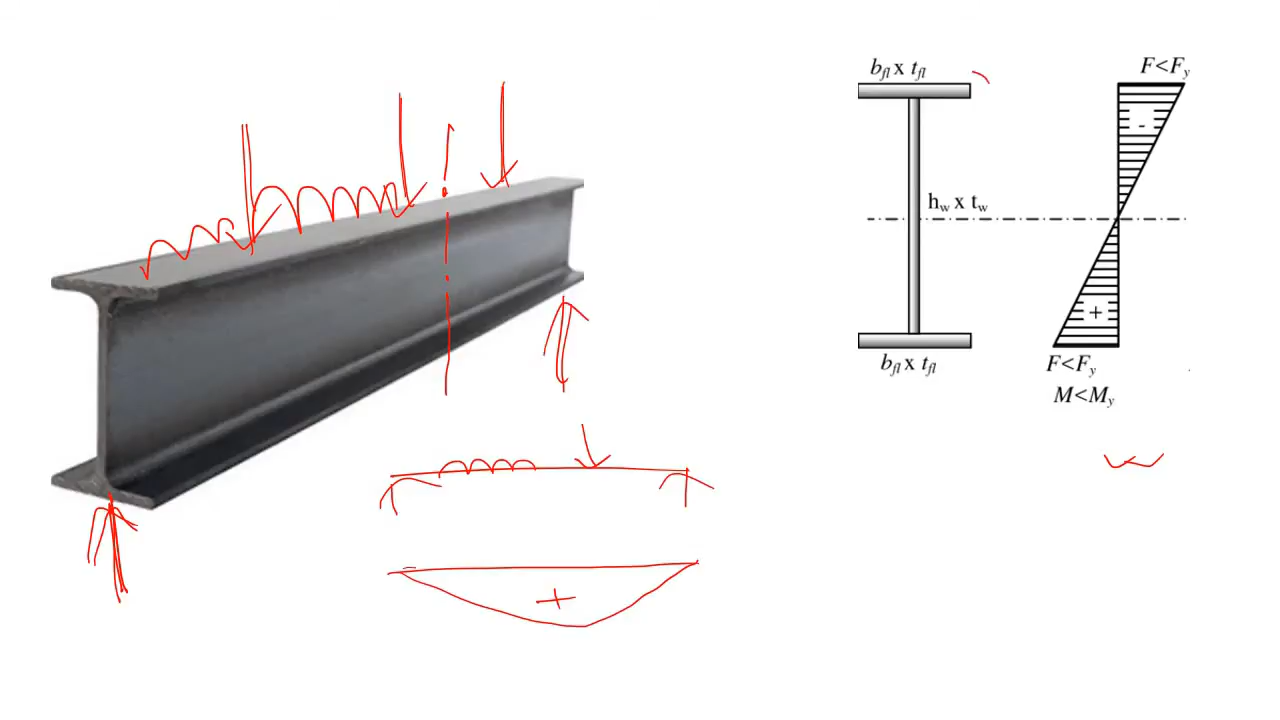 b_fl x t_fl
F<F_y
-
h_w x t_w
+
b_fl x t_fl
F<F_y
M<M_y
+